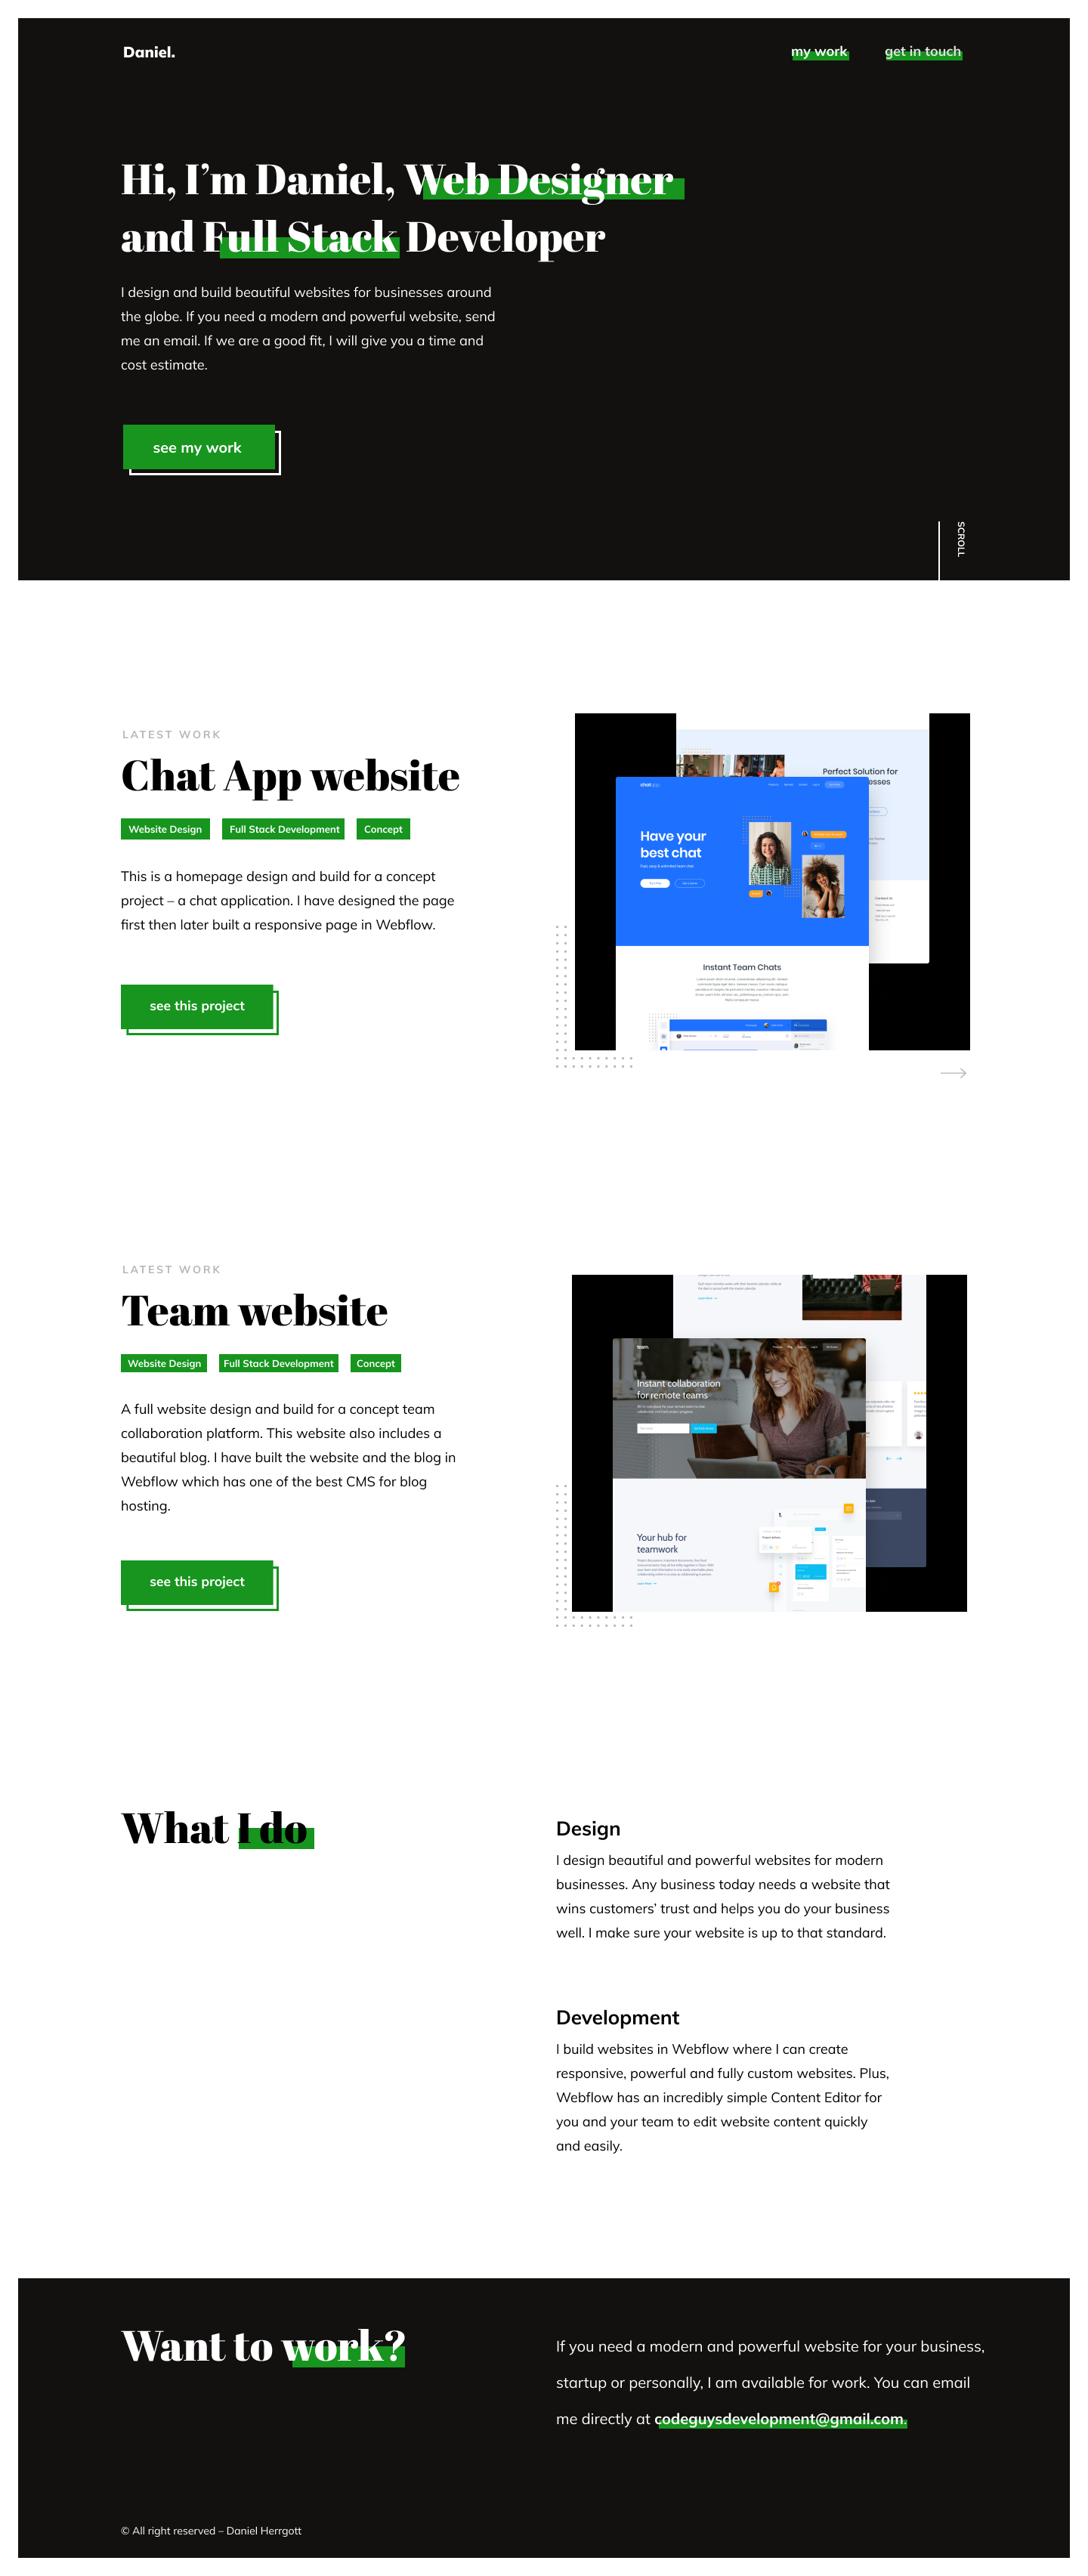 Daniel.
my work
get in touch
Hi, I’m Daniel, Web Designer
and Full Stack Developer
I design and build beautiful websites for businesses around
the globe. If you need a modern and powerful website, send
me an email. If we are a good fit, I will give you a time and
cost estimate.
see my work
SCROLL
LATEST WORK
Chat App website
Website Design
Full Stack Development
Concept
This is a homepage design and build for a concept
project – a chat application. I have designed the page
first then later built a responsive page in Webflow.
see this project
Perfect Solution for
chat
Have your
best chat
Instant Team Chats
LATEST WORK
Team website
Website Design
Full Stack Development
Concept
A full website design and build for a concept team
collaboration platform. This website also includes a
beautiful blog. I have built the website and the blog in
Webflow which has one of the best CMS for blog
hosting.
see this project
team.
Instant collaboration
for remote teams
Your hub for
teamwork
What I do
Design
I design beautiful and powerful websites for modern
businesses. Any business today needs a website that
wins customers’ trust and helps you do your business
well. I make sure your website is up to that standard.
Development
I build websites in Webflow where I can create
responsive, powerful and fully custom websites. Plus,
Webflow has an incredibly simple Content Editor for
you and your team to edit website content quickly
and easily.
Want to work?
If you need a modern and powerful website for your business,
startup or personally, I am available for work. You can email
me directly at codeguysdevelopment@gmail.com.
© All right reserved – Daniel Herrgott